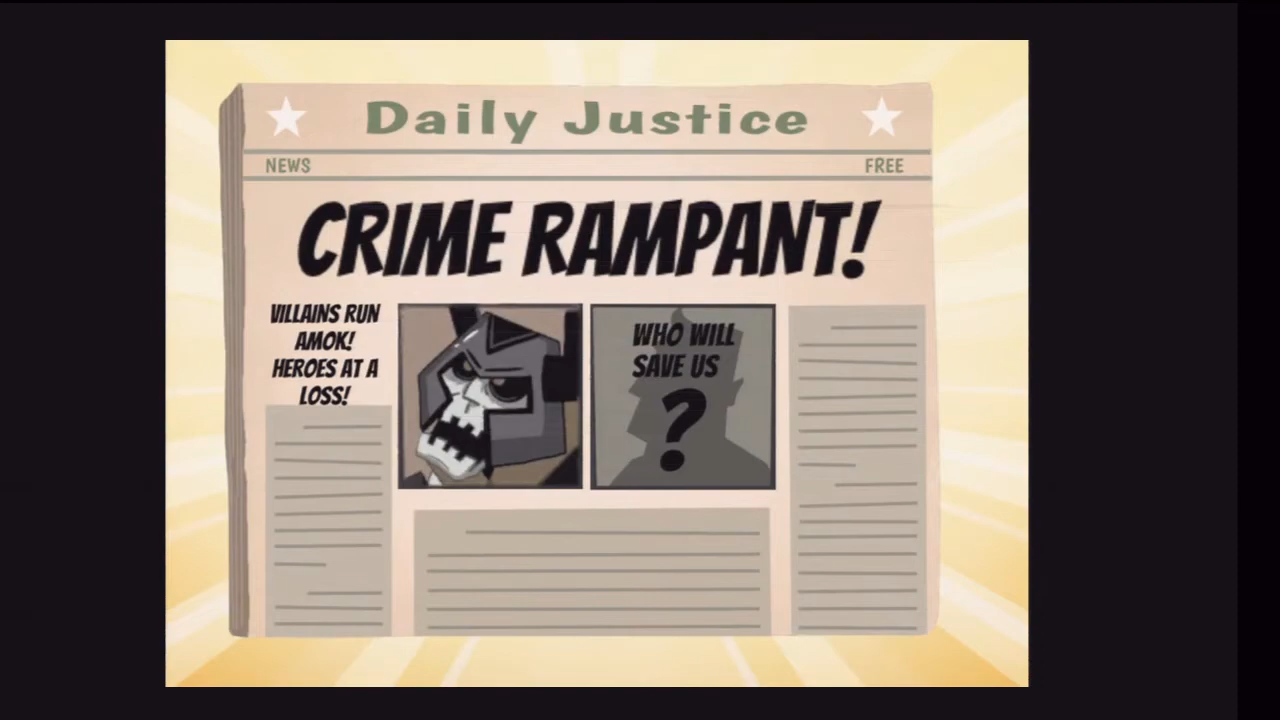 Daily Justice
NEWS
FREE
CRIME RAMPANT!
VILLAINS RUN
AMOK!
HEROES AT A
LOSS!
WHO WILL
SAVE US
?